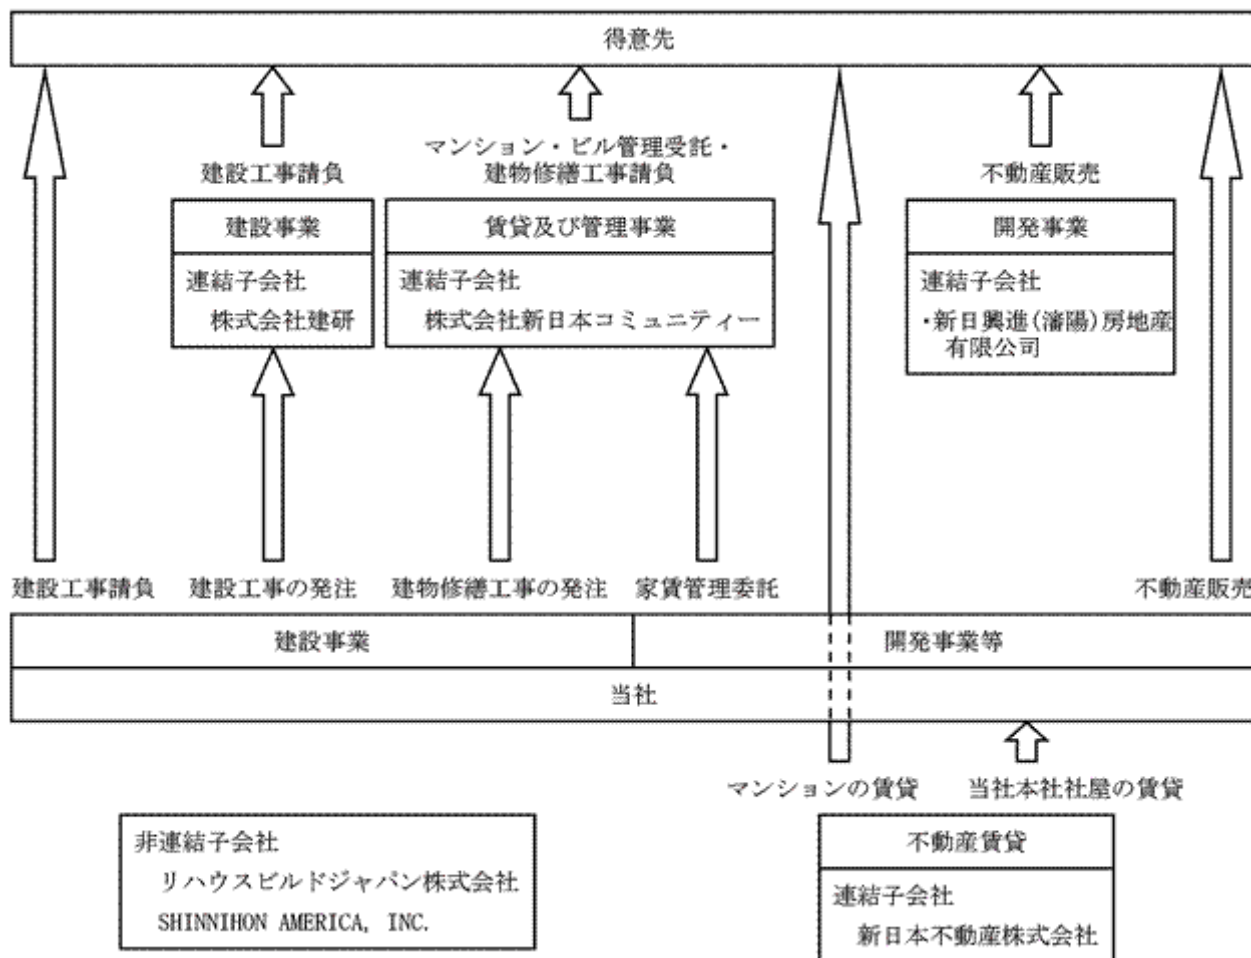 得意先
マンション・ビル管理受託・
建設工事請負
建物修繕工事請負
不動産販売
建設事業
賃貸及び管理事業
開発事業
連結子会社
株式会社建研
連結子会社
株式会社新日本コミュニティー
連結子会社
・新日興進(瀋陽)房地産
有限公司
建設工事請負
建設工事の発注
建物修繕工事の発注
家賃管理委託
不動産販売
建設事業
開発事業等
当社
マンションの賃貸
当社本社社屋の賃貸
非連結子会社
リハウスビルドジャパン株式会社
SHINNIHON AMERICA, INC.
不動産賃貸
連結子会社
新日本不動産株式会社